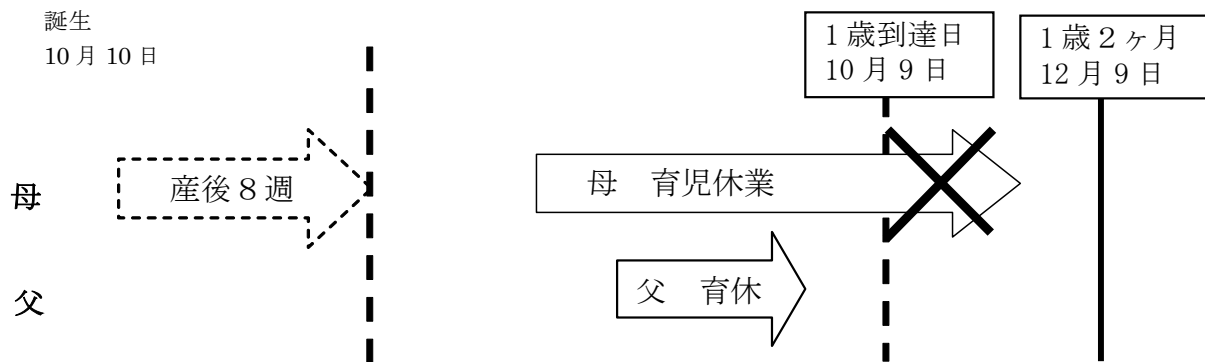 誕生
10月10日
1歳到達日
10月9日
1歳2ヶ月
12月9日
母
産後8週
母 育児休業
父
父 育休